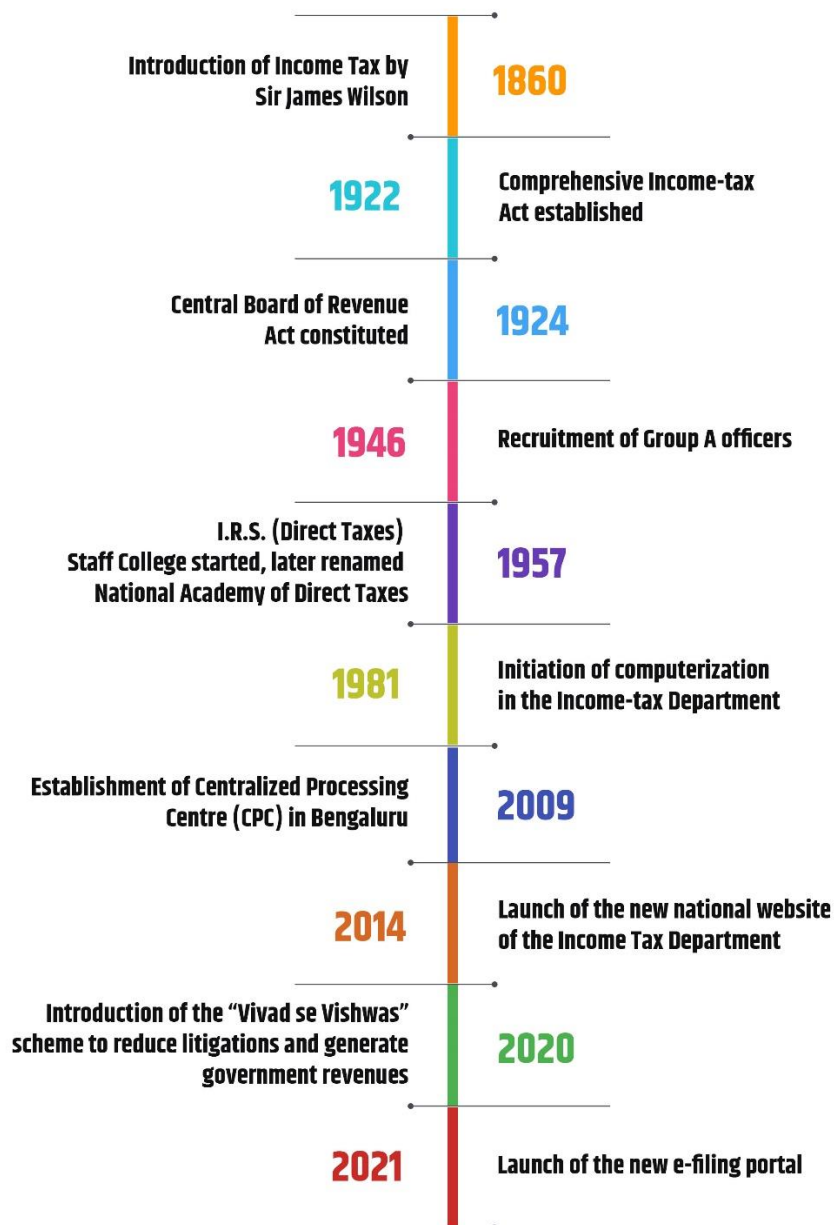 Introduction of Income Tax by
Sir James Wilson
1860
1922
Comprehensive Income-tax
Act established
Central Board of Revenue
Act constituted
1924
1946
Recruitment of Group A officers
I.R.S. (Direct Taxes)
Staff College started, later renamed
National Academy of Direct Taxes
1957
1981
Initiation of computerization
in the Income-tax Department
Establishment of Centralized Processing
Centre (CPC) in Bengaluru
2009
2014
Launch of the new national website
of the Income Tax Department
Introduction of the “Vivad se Vishwas”
scheme to reduce litigations and generate
government revenues
2020
2021
Launch of the new e-filing portal